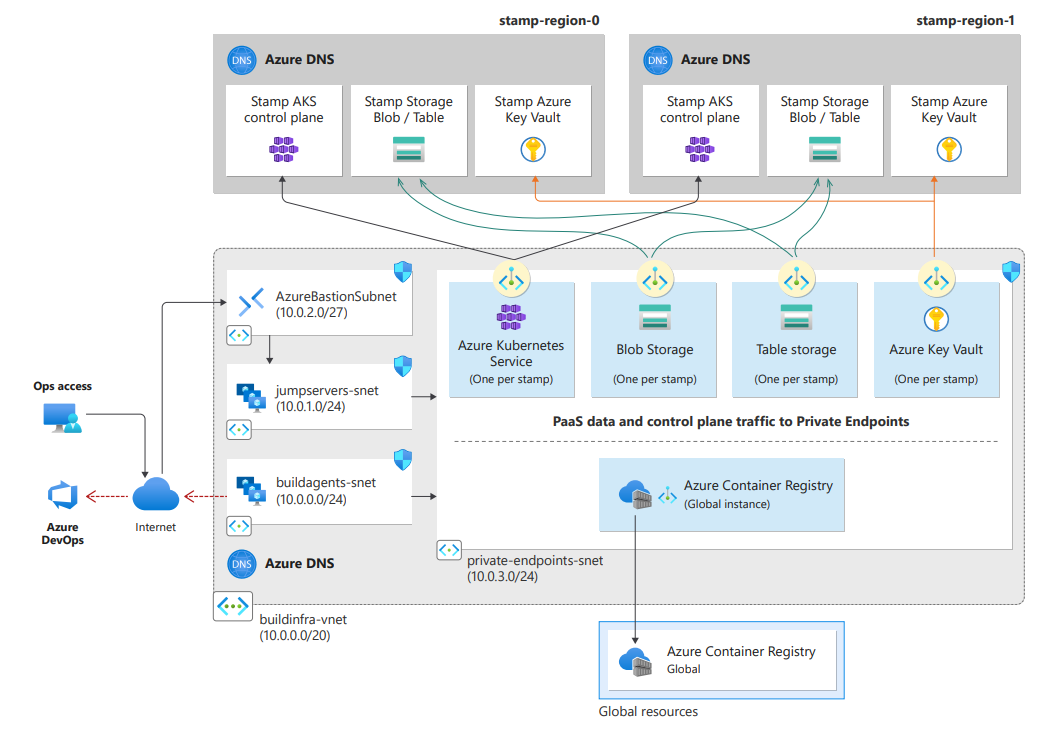 stamp-region-0
stamp-region-1
DNS
Azure DNS
Stamp AKS
control plane
Stamp Storage
Blob / Table
Stamp Azure
Key Vault
DNS
Azure DNS
Stamp AKS
control plane
Stamp Storage
Blob / Table
Stamp Azure
Key Vault
AzureBastionSubnet
(10.0.2.0/27)
jumpservers-snet
(10.0.1.0/24)
buildagents-snet
(10.0.0.0/24)
Ops access
Azure
DevOps
Internet
Azure Kubernetes
Service
(One per stamp)
Blob Storage
(One per stamp)
Table storage
(One per stamp)
Azure Key Vault
(One per stamp)
PaaS data and control plane traffic to Private Endpoints
Azure Container Registry
(Global instance)
DNS
Azure DNS
private-endpoints-snet
(10.0.3.0/24)
buildinfra-vnet
(10.0.0.0/20)
Azure Container Registry
Global
Global resources